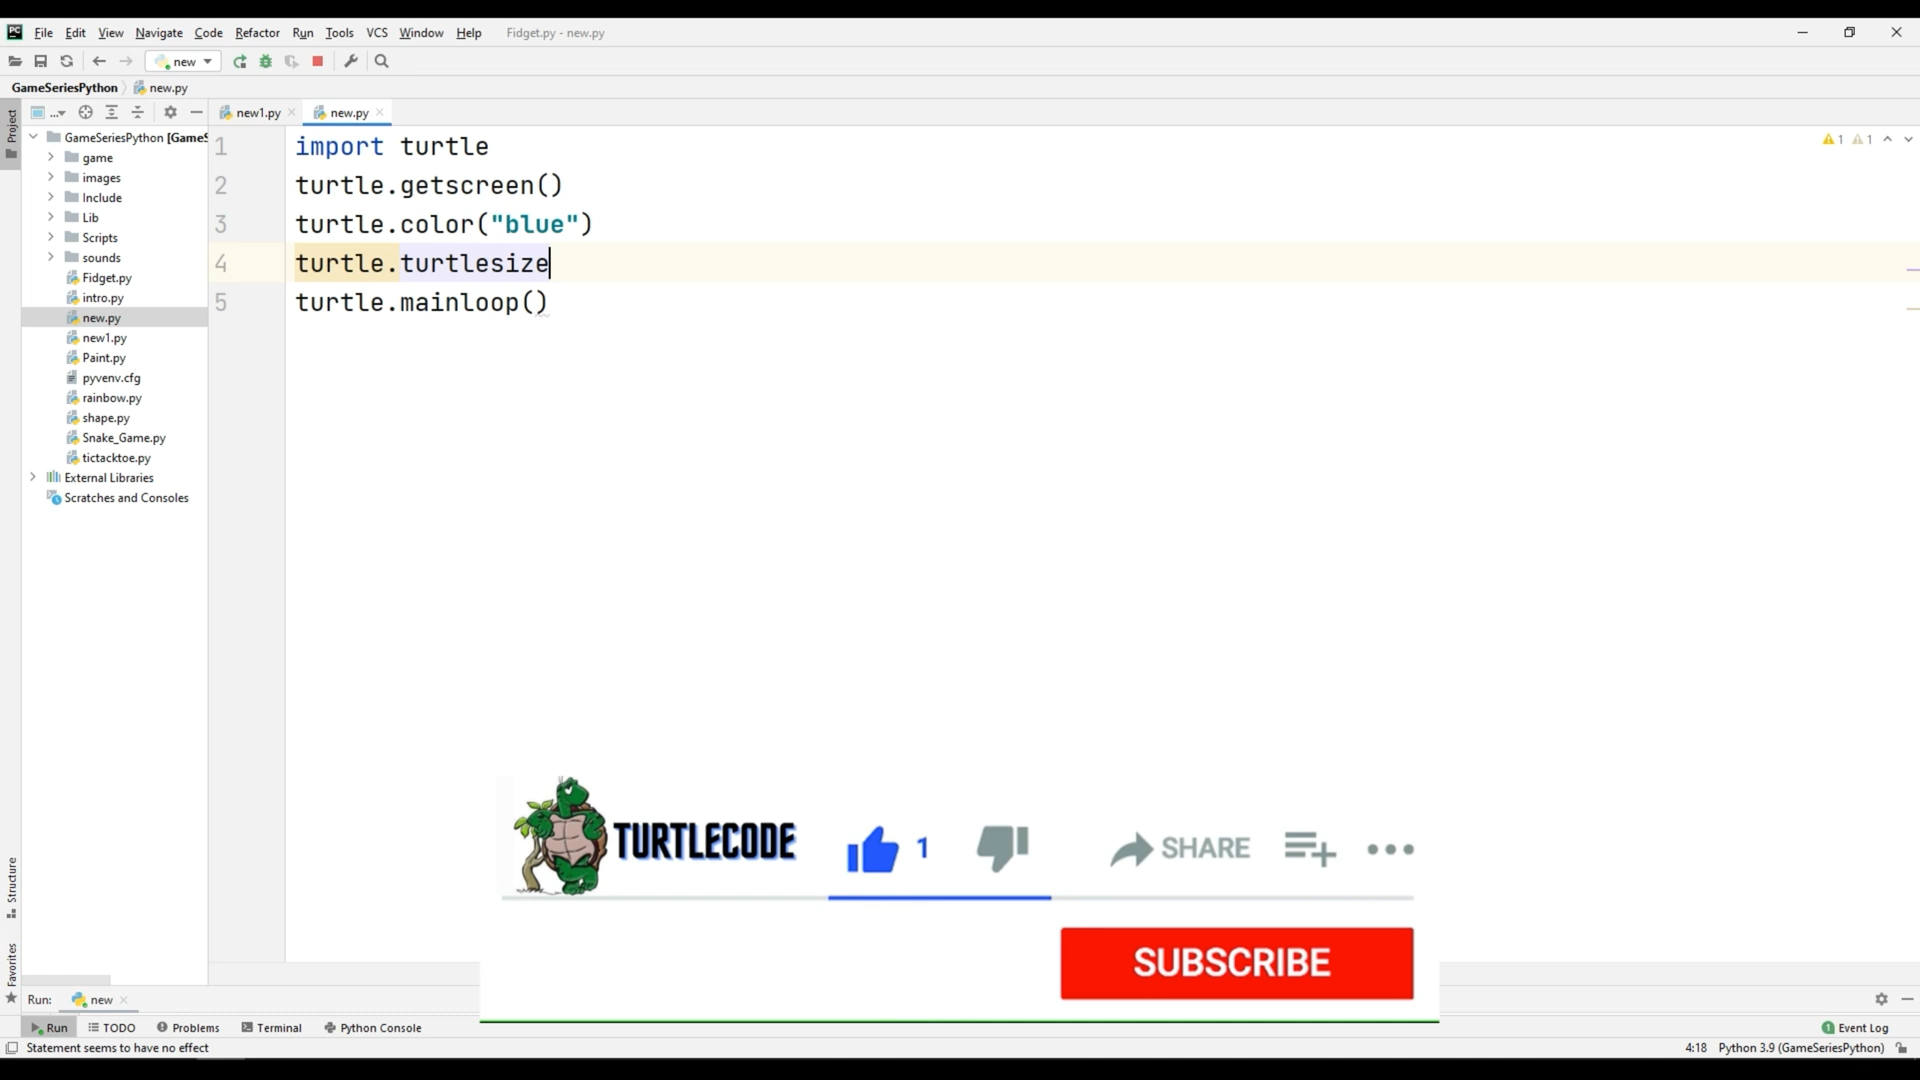 PC File Edit View Navigate Code Refactor Run Tools VCS Window Help Fidget.py - new.py
new
GameSeriesPython new.py
Project ... new1.py new.py
GameSeriesPython [GameS
game
images
Include
Lib
Scripts
sounds
Fidget.py
intro.py
new.py
new1.py
Paint.py
pyvenv.cfg
rainbow.py
shape.py
Snake_Game.py
tictacktoe.py
External Libraries
Scratches and Consoles
1 import turtle
2 turtle.getscreen()
3 turtle.color("blue")
4 turtle.turtlesize
5 turtle.mainloop()
1 1
TURTLECODE 1 SHARE
SUBSCRIBE
Structure
Favorites
Run: new
Run TODO Problems Terminal Python Console 1 Event Log
Statement seems to have no effect 4:18 Python 3.9 (GameSeriesPython)